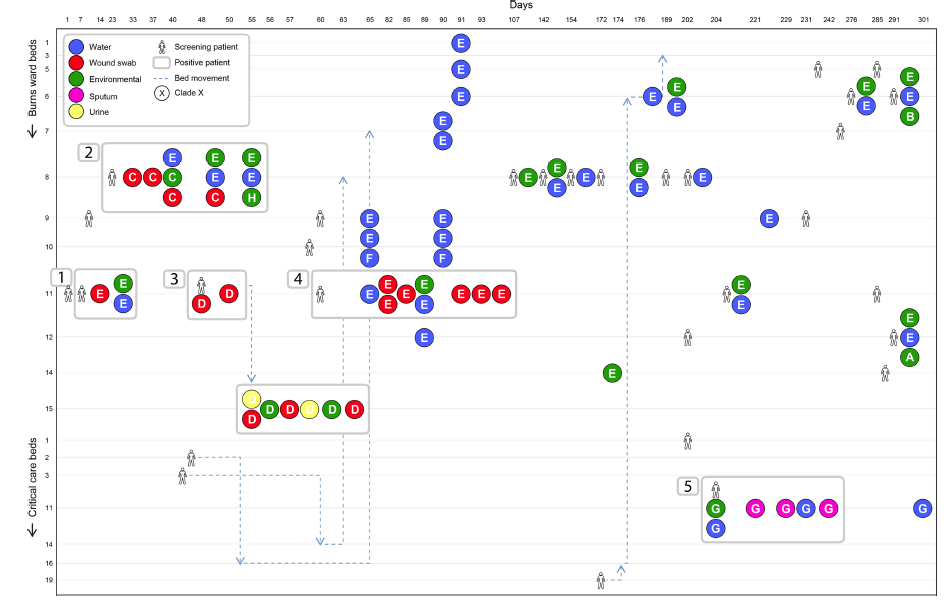 Days
1 7 14 23 33 37 40 48 50 55 56 57 60 63 65 82 85 89 90 91 93 107 142 154 172 174 176 189 202 204 221 229 231 242 276 285 291 301
Burns ward beds
Water
Wound swab
Environmental
Sputum
Urine
Screening patient
Positive patient
Bed movement
X Clade X
1 E
3
5 E E
6 E E E E E E
7 E E E B
2 E E E E E
8 C C C E E H E E E E E
C C E E
9 E E E
10 E E
F F
1 3 4 E E E E
11 E D E E E E E E E
E D E E E
12 E E E
14 E A
15 D D D D D D D
D
Critical care beds
1
2
3
5
11 G G G G G G
G
14
16
19